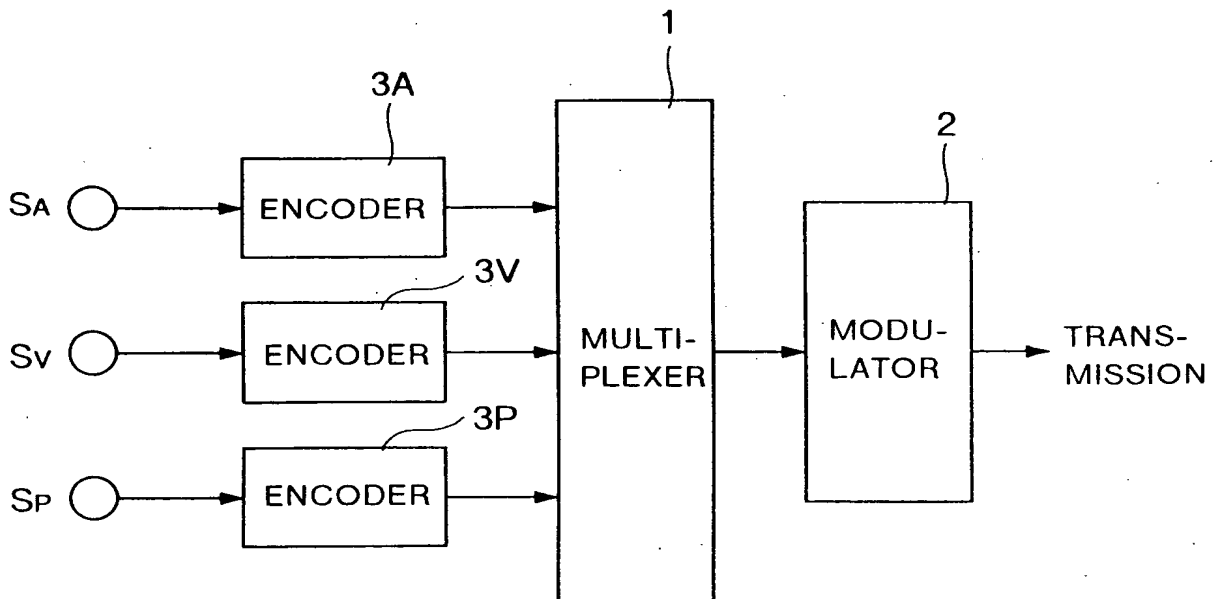 1
3A
2
SA
ENCODER
3V
SV
ENCODER
MULTI-
PLEXER
MODU-
LATOR
TRANS-
MISSION
3P
SP
ENCODER